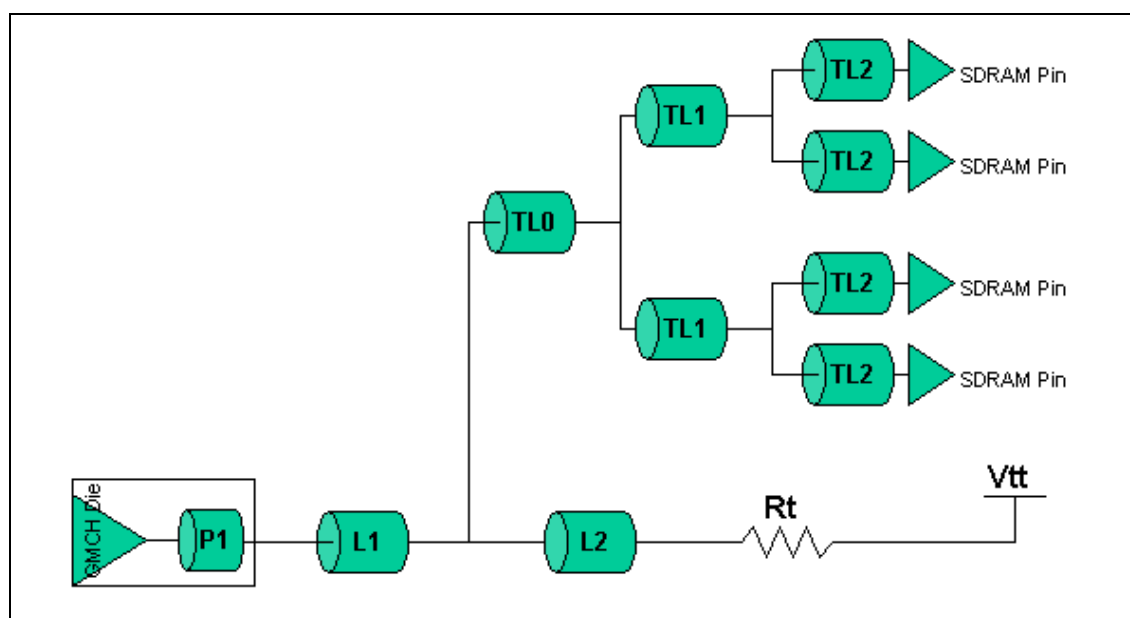 TL2
SDRAM Pin
TL1
TL2
SDRAM Pin
TL0
TL2
SDRAM Pin
TL1
TL2
SDRAM Pin
Vtt
GMCH Die
P1
L1
L2
Rt